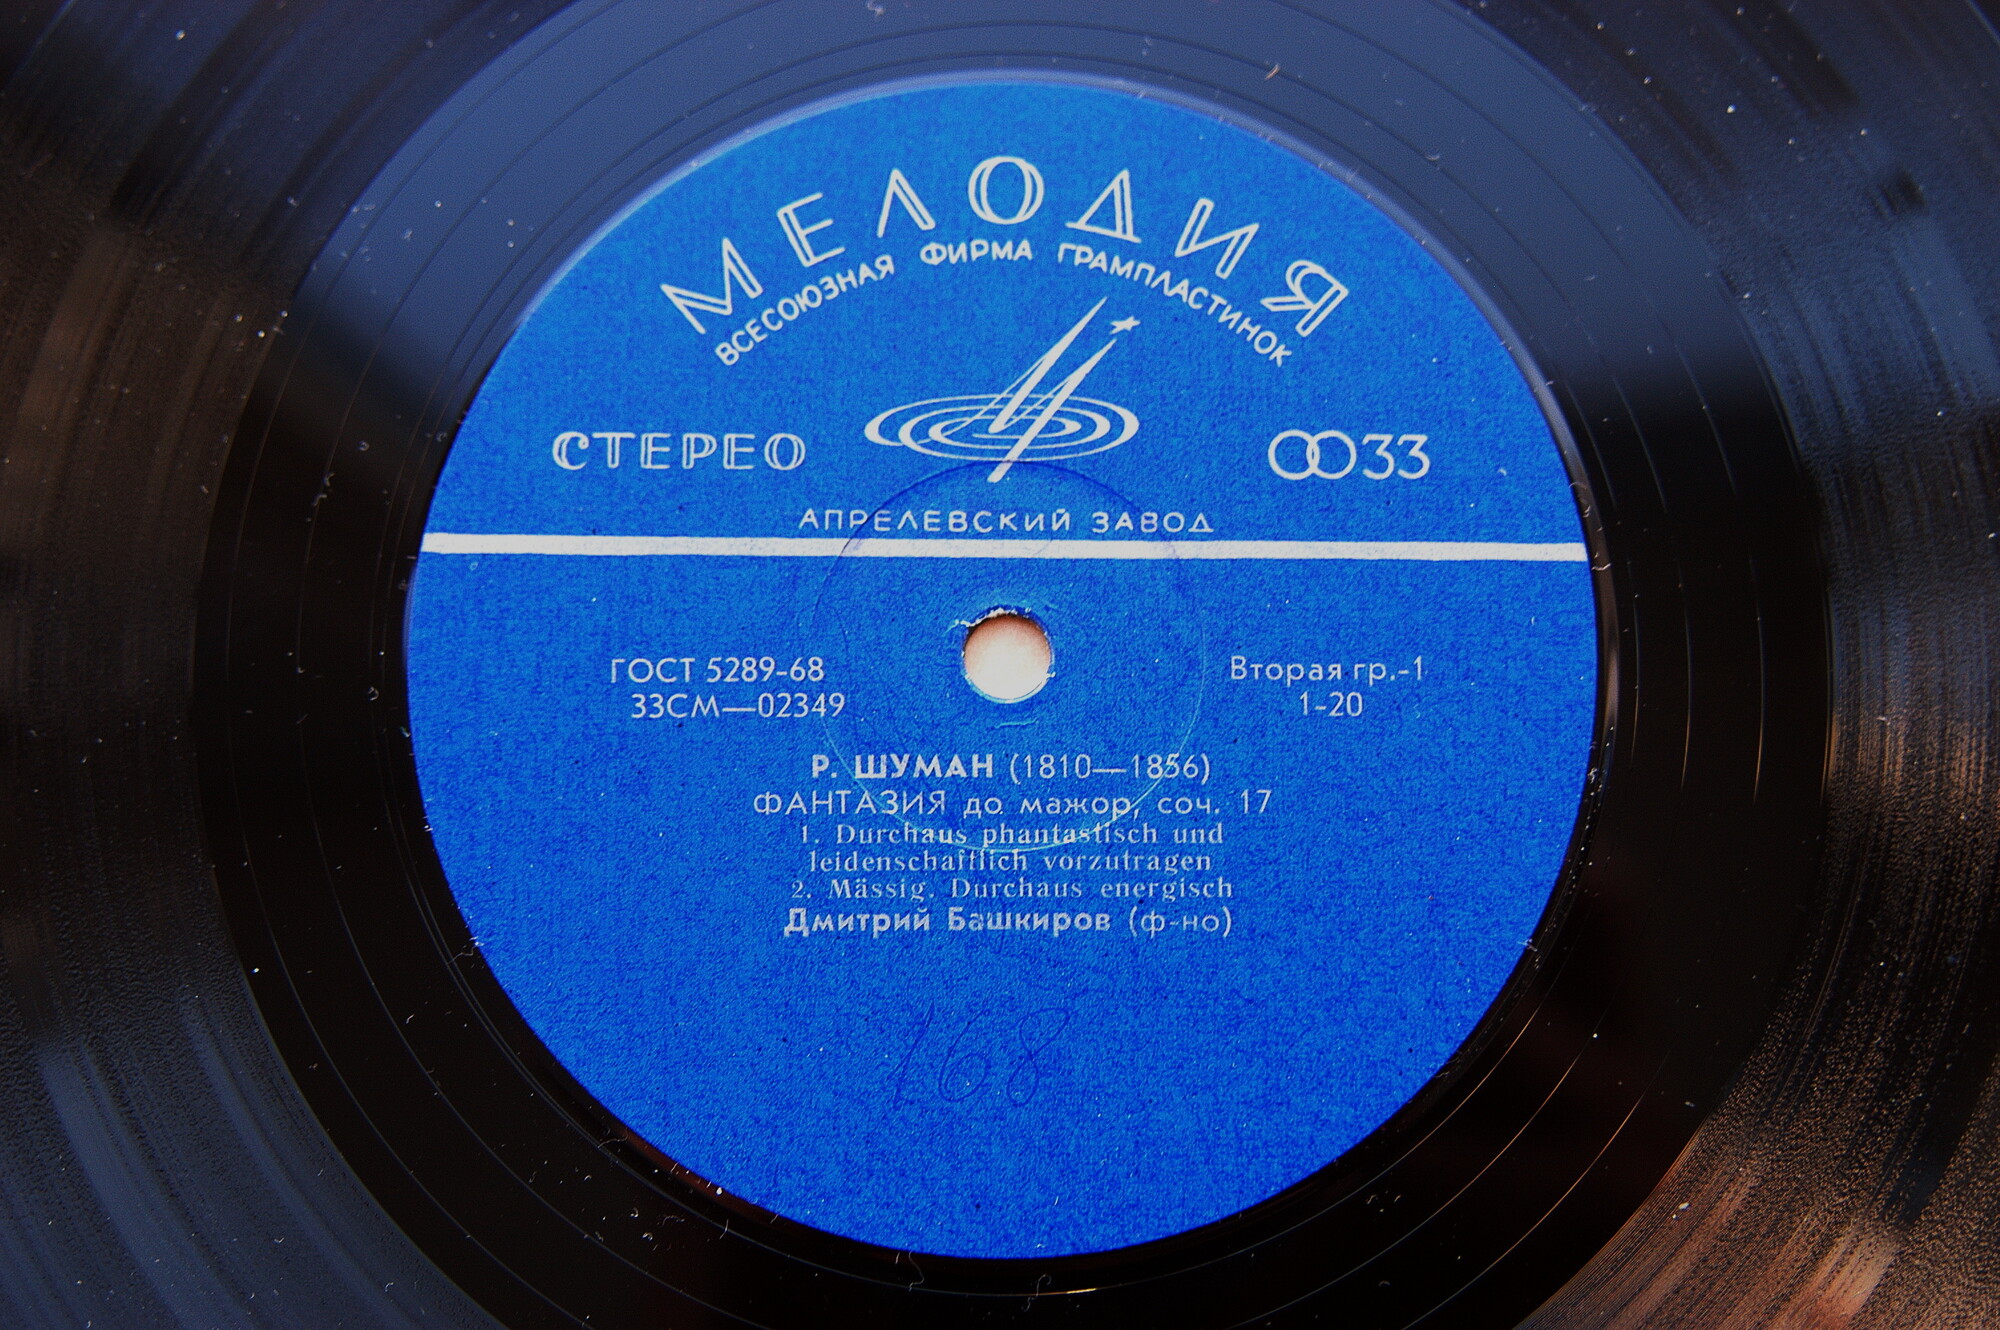 МЕЛОДИЯ
ВСЕСОЮЗНАЯ ФИРМА ГРАМПЛАСТИНОК
СТЕРЕО
33
АПРЕЛЕВСКИЙ ЗАВОД
ГОСТ 5289-68
33СМ—02349
Вторая гр.-1
1-20
Р. ШУМАН (1810—1856)
ФАНТАЗИЯ до мажор, соч. 17
1. Durchaus phantastisch und
leidenschaftlich vorzutragen
2. Mässig. Durchaus energisch
Дмитрий Башкиров (ф-но)
168